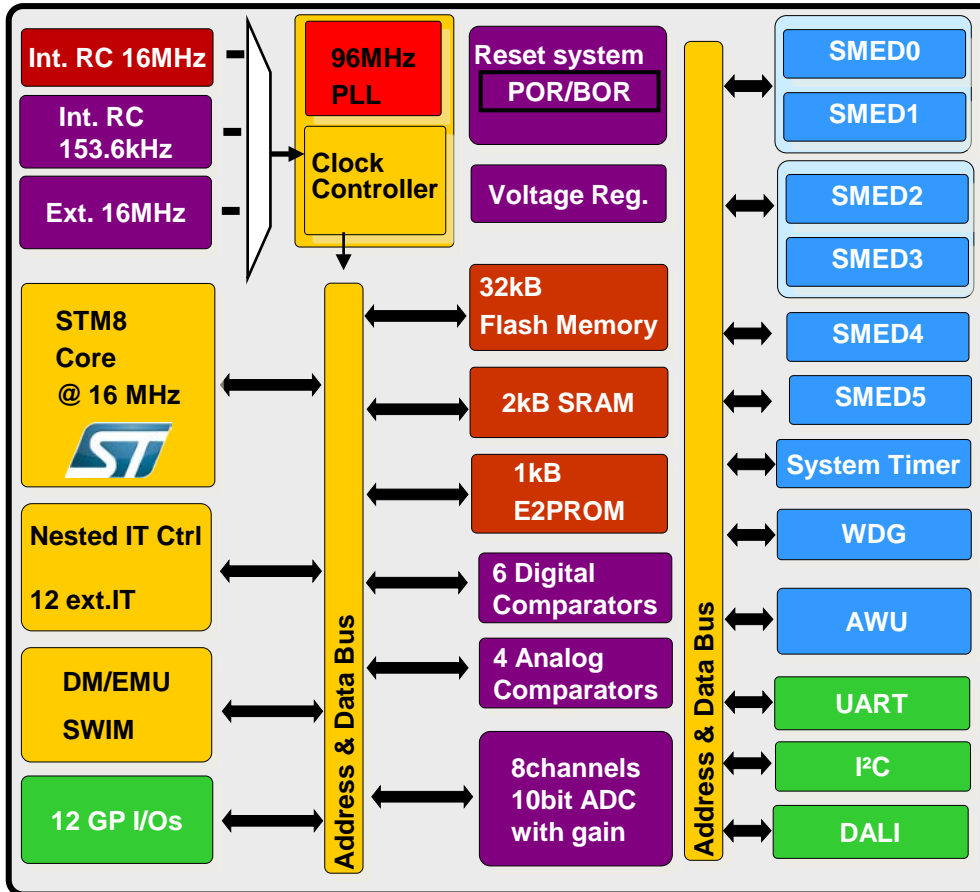 Int. RC 16MHz
Int. RC
153.6kHz
Ext. 16MHz
96MHz
PLL
Clock
Controller
Reset system
POR/BOR
Voltage Reg.
STM8
Core
@ 16 MHz
ST
Nested IT Ctrl
12 ext.IT
DM/EMU
SWIM
12 GP I/Os
Address & Data Bus
32kB
Flash Memory
2kB SRAM
1kB
E2PROM
6 Digital
Comparators
4 Analog
Comparators
8channels
10bit ADC
with gain
Address & Data Bus
SMED0
SMED1
SMED2
SMED3
SMED4
SMED5
System Timer
WDG
AWU
UART
I²C
DALI